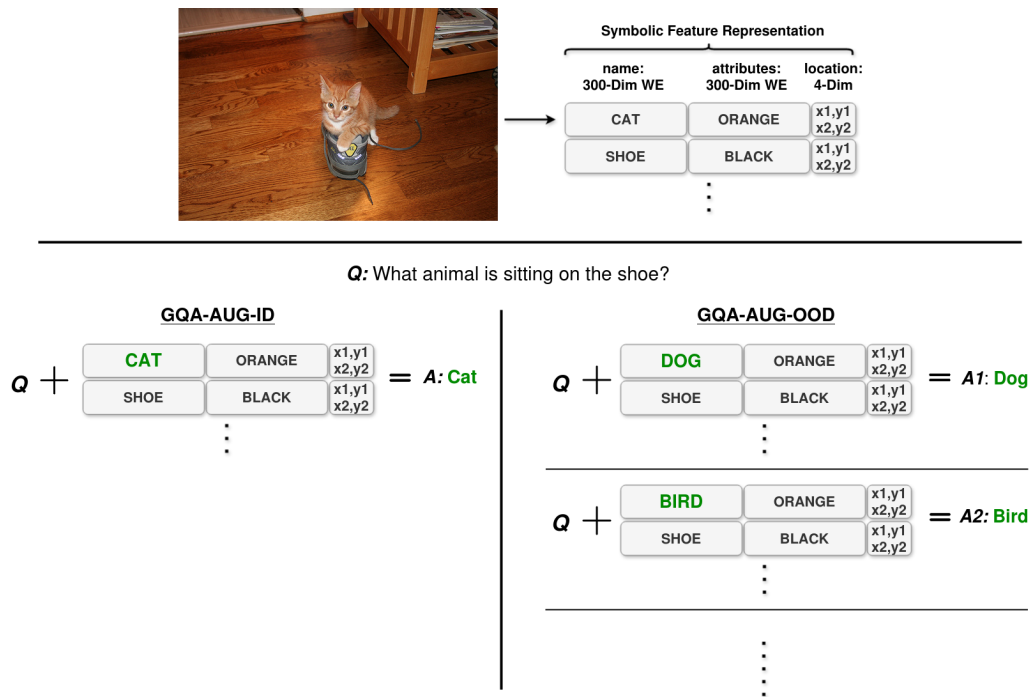 Symbolic Feature Representation
name:
300-Dim WE
attributes:
300-Dim WE
location:
4-Dim
CAT
ORANGE
x1,y1
x2,y2
SHOE
BLACK
x1,y1
x2,y2
Q: What animal is sitting on the shoe?
GQA-AUG-ID
Q +
CAT
ORANGE
x1,y1
x2,y2
= A: Cat
SHOE
BLACK
x1,y1
x2,y2
GQA-AUG-OOD
Q +
DOG
ORANGE
x1,y1
x2,y2
= A1: Dog
SHOE
BLACK
x1,y1
x2,y2
Q +
BIRD
ORANGE
x1,y1
x2,y2
= A2: Bird
SHOE
BLACK
x1,y1
x2,y2